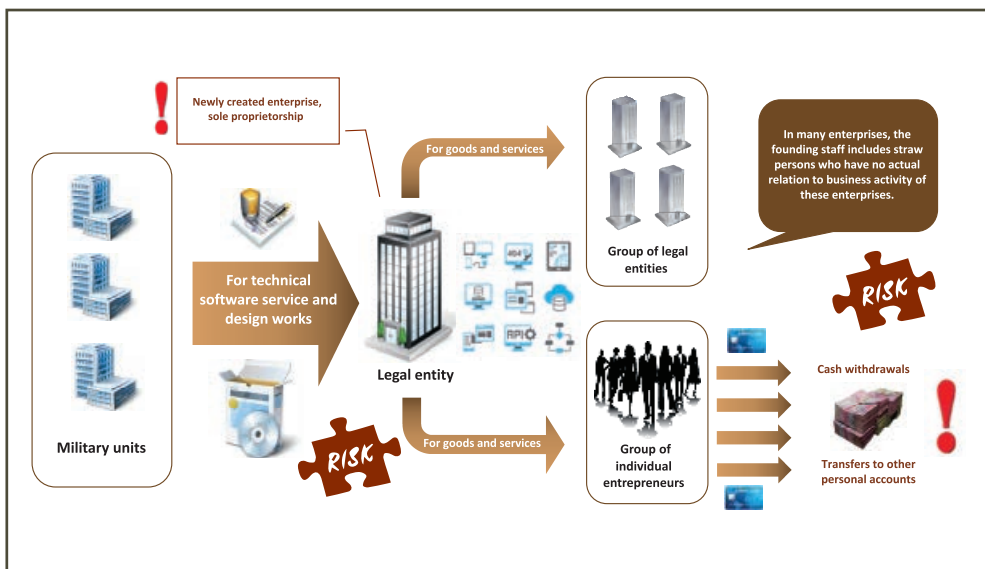 Newly created enterprise,
sole proprietorship
For goods and services
In many enterprises, the
founding staff includes straw
persons who have no actual
relation to business activity of
these enterprises.
Group of legal
entities
For technical
software service and
design works
404
API
RISK
Legal entity
Military units
RISK
For goods and services
Group of
individual
entrepreneurs
Cash withdrawals
Transfers to other
personal accounts